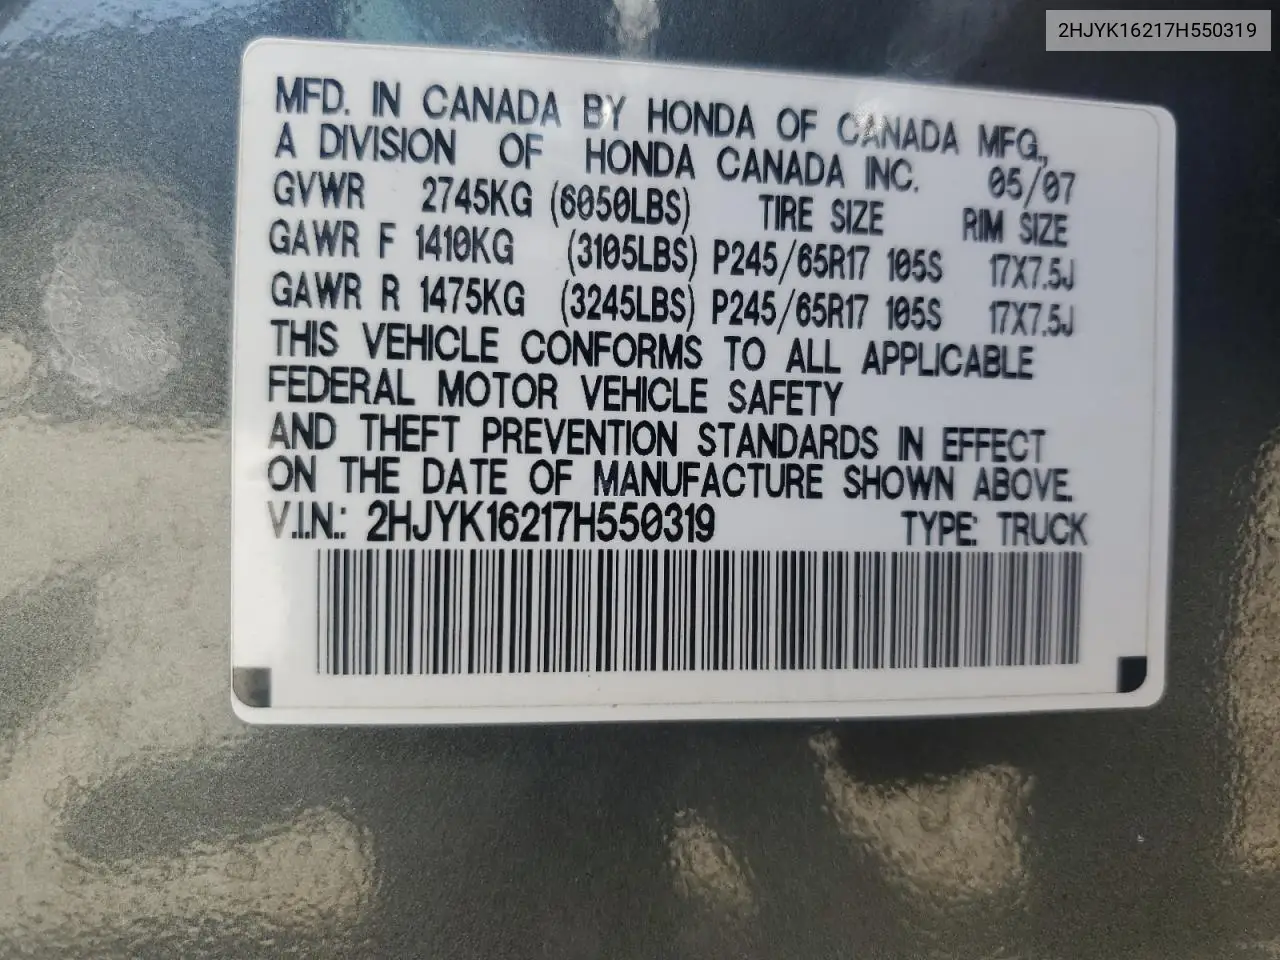 2HJYK16217H550319
MFD. IN CANADA BY HONDA OF CANADA MFG.,
A DIVISION OF HONDA CANADA INC. 05/07
GVWR 2745KG (6050LBS) TIRE SIZE RIM SIZE
GAWR F 1410KG (3105LBS) P245/65R17 105S 17X7.5J
GAWR R 1475KG (3245LBS) P245/65R17 105S 17X7.5J
THIS VEHICLE CONFORMS TO ALL APPLICABLE
FEDERAL MOTOR VEHICLE SAFETY
AND THEFT PREVENTION STANDARDS IN EFFECT
ON THE DATE OF MANUFACTURE SHOWN ABOVE.
V.I.N.: 2HJYK16217H550319 TYPE: TRUCK